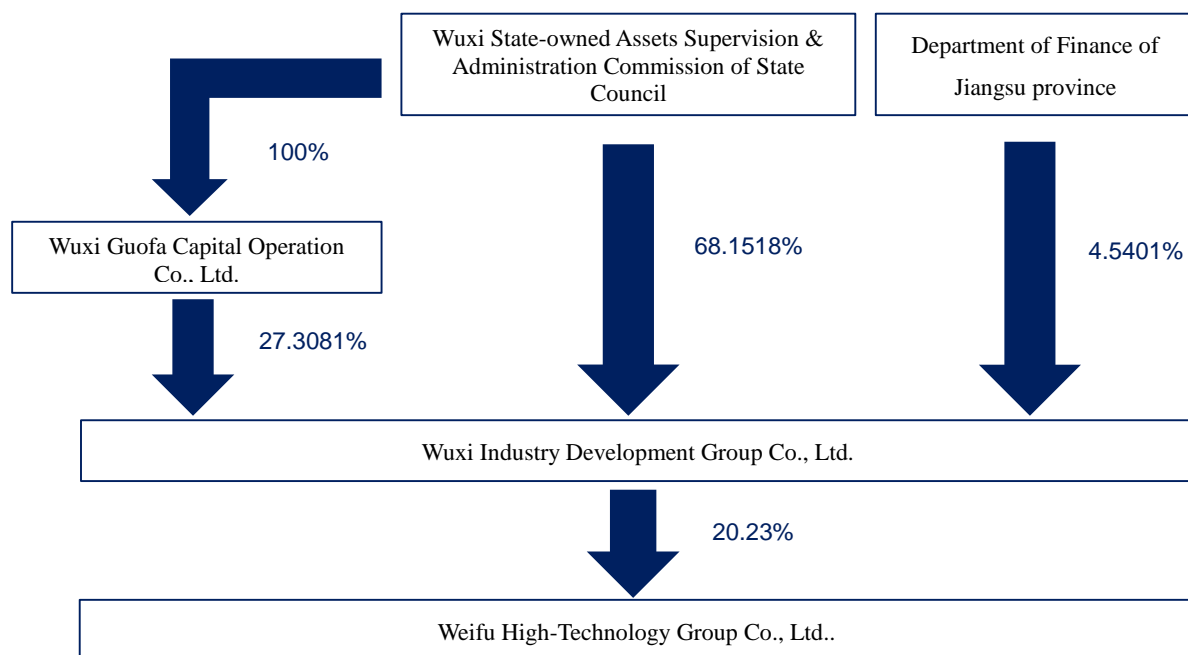 Wuxi State-owned Assets Supervision &
Administration Commission of State
Council
Department of Finance of
Jiangsu province
100%
Wuxi Guofa Capital Operation
Co., Ltd.
68.1518%
4.5401%
27.3081%
Wuxi Industry Development Group Co., Ltd.
20.23%
Weifu High-Technology Group Co., Ltd..